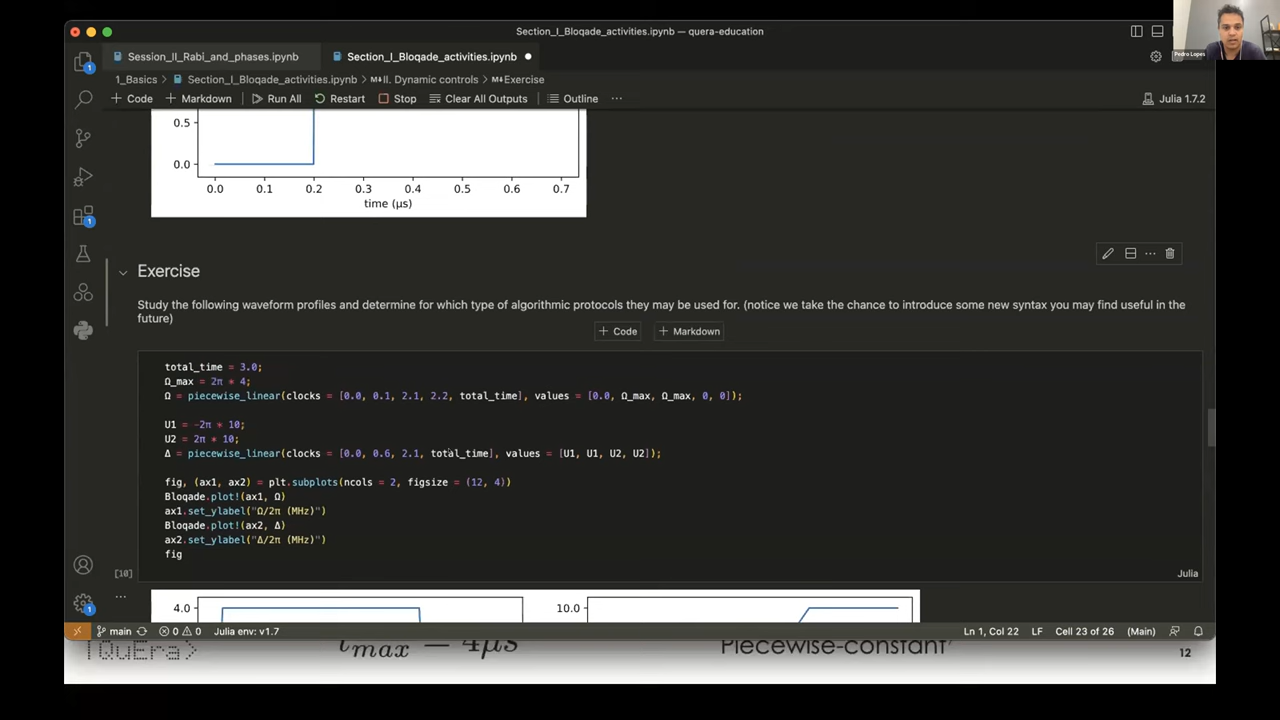 Section_I_Bloqade_activities.ipynb — quera-education
Pedro Lopes
Session_II_Rabi_and_phases.ipynb
Section_I_Bloqade_activities.ipynb
1_Basics > Section_I_Bloqade_activities.ipynb > M↓II. Dynamic controls > M↓Exercise
+ Code + Markdown Run All Restart Stop Clear All Outputs Outline ...
Julia 1.7.2
0.5
0.0
0.0 0.1 0.2 0.3 0.4 0.5 0.6 0.7
time (μs)
Exercise
Study the following waveform profiles and determine for which type of algorithmic protocols they may be used for. (notice we take the chance to introduce some new syntax you may find useful in the
future)
+ Code + Markdown
total_time = 3.0;
Ω_max = 2π * 4;
Ω = piecewise_linear(clocks = [0.0, 0.1, 2.1, 2.2, total_time], values = [0.0, Ω_max, Ω_max, 0, 0]);
U1 = -2π * 10;
U2 = 2π * 10;
Δ = piecewise_linear(clocks = [0.0, 0.6, 2.1, total_time], values = [U1, U1, U2, U2]);
fig, (ax1, ax2) = plt.subplots(ncols = 2, figsize = (12, 4))
Bloqade.plot!(ax1, Ω)
ax1.set_ylabel("Ω/2π (MHz)")
Bloqade.plot!(ax2, Δ)
ax2.set_ylabel("Δ/2π (MHz)")
fig
[10]
Julia
...
4.0
10.0
main 0 0 Julia env: v1.7
Ln 1, Col 22 LF Cell 23 of 26 (Main)
QuEra>
t_max = 4μs
Piecewise-constant
12